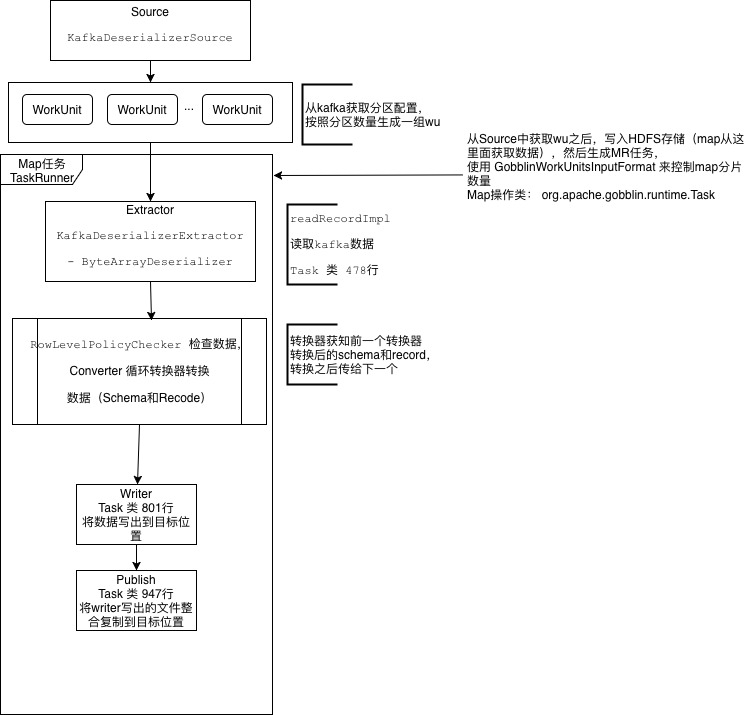 Source
KafkaDeserializerSource
WorkUnit
WorkUnit
...
WorkUnit
从kafka获取分区配置，
按照分区数量生成一组wu
从Source中获取wu之后，写入HDFS存储（map从这
里面获取数据），然后生成MR任务，
使用 GobblinWorkUnitsInputFormat 来控制map分片
数量
Map操作类： org.apache.gobblin.runtime.Task
Map任务
TaskRunner
Extractor
KafkaDeserializerExtractor
- ByteArrayDeserializer
readRecordImpl
读取kafka数据
Task 类 478行
RowLevelPolicyChecker 检查数据，
Converter 循环转换器转换
数据（Schema和Recode）
转换器获知前一个转换器
转换后的schema和record，
转换之后传给下一个
Writer
Task 类 801行
将数据写出到目标位
置
Publish
Task 类 947行
将writer写出的文件整
合复制到目标位置